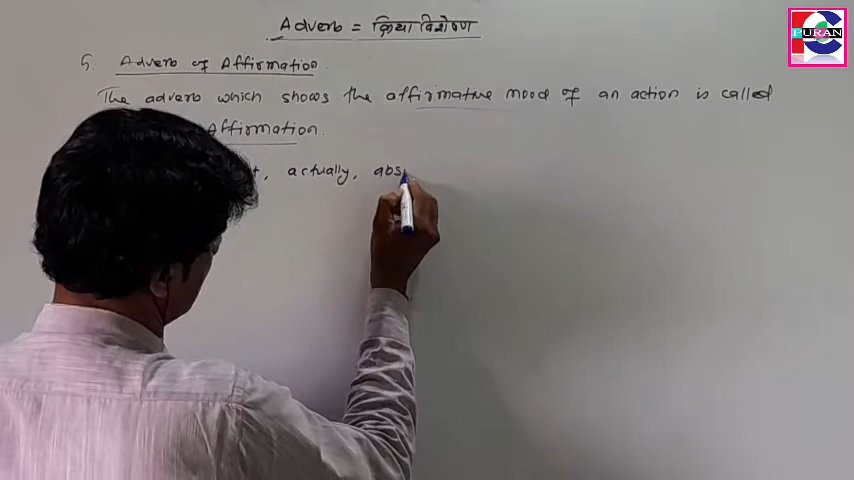 Adverb = क्रिया विशेषण
PURAN
5. Adverb of Affirmation.
The adverb which shows the affirmative mood of an action is called
Affirmation.
, actually, abs